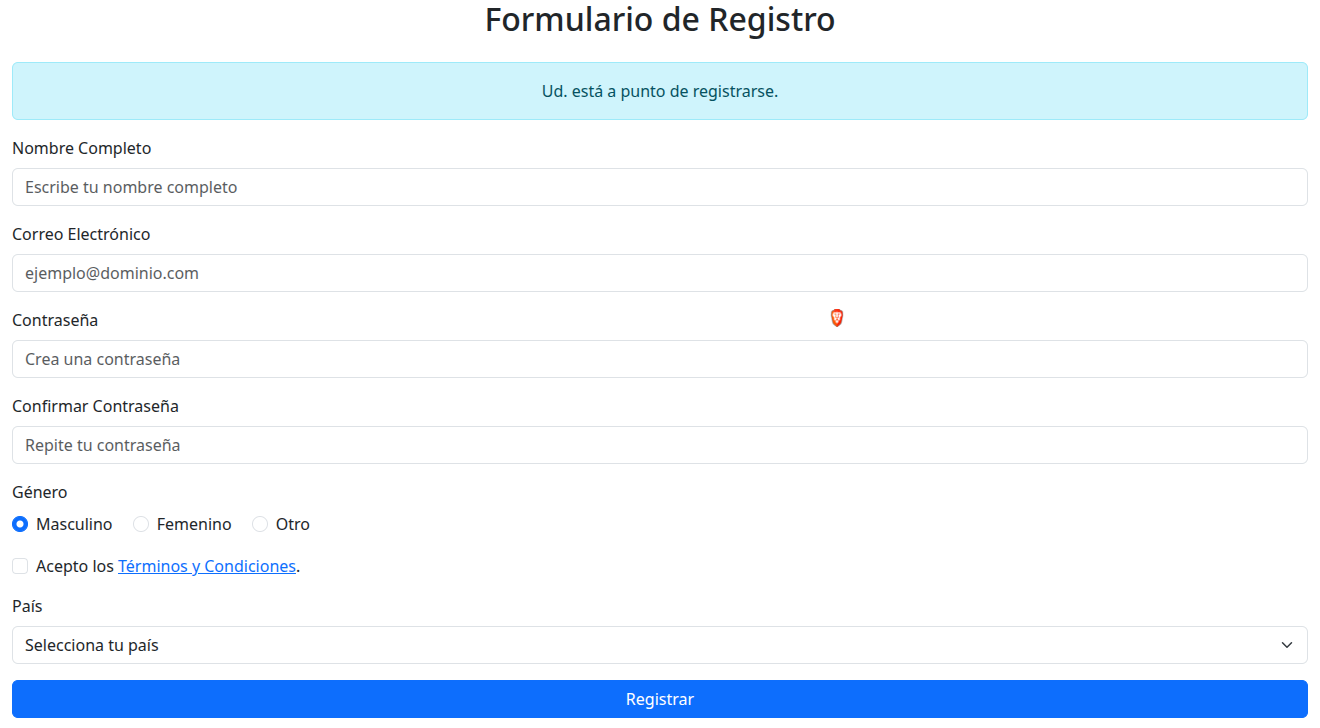 Formulario de Registro
Ud. está a punto de registrarse.
Nombre Completo
Escribe tu nombre completo
Correo Electrónico
ejemplo@dominio.com
Contraseña
Crea una contraseña
Confirmar Contraseña
Repite tu contraseña
Género
Masculino Femenino Otro
Acepto los Términos y Condiciones.
País
Selecciona tu país
Registrar